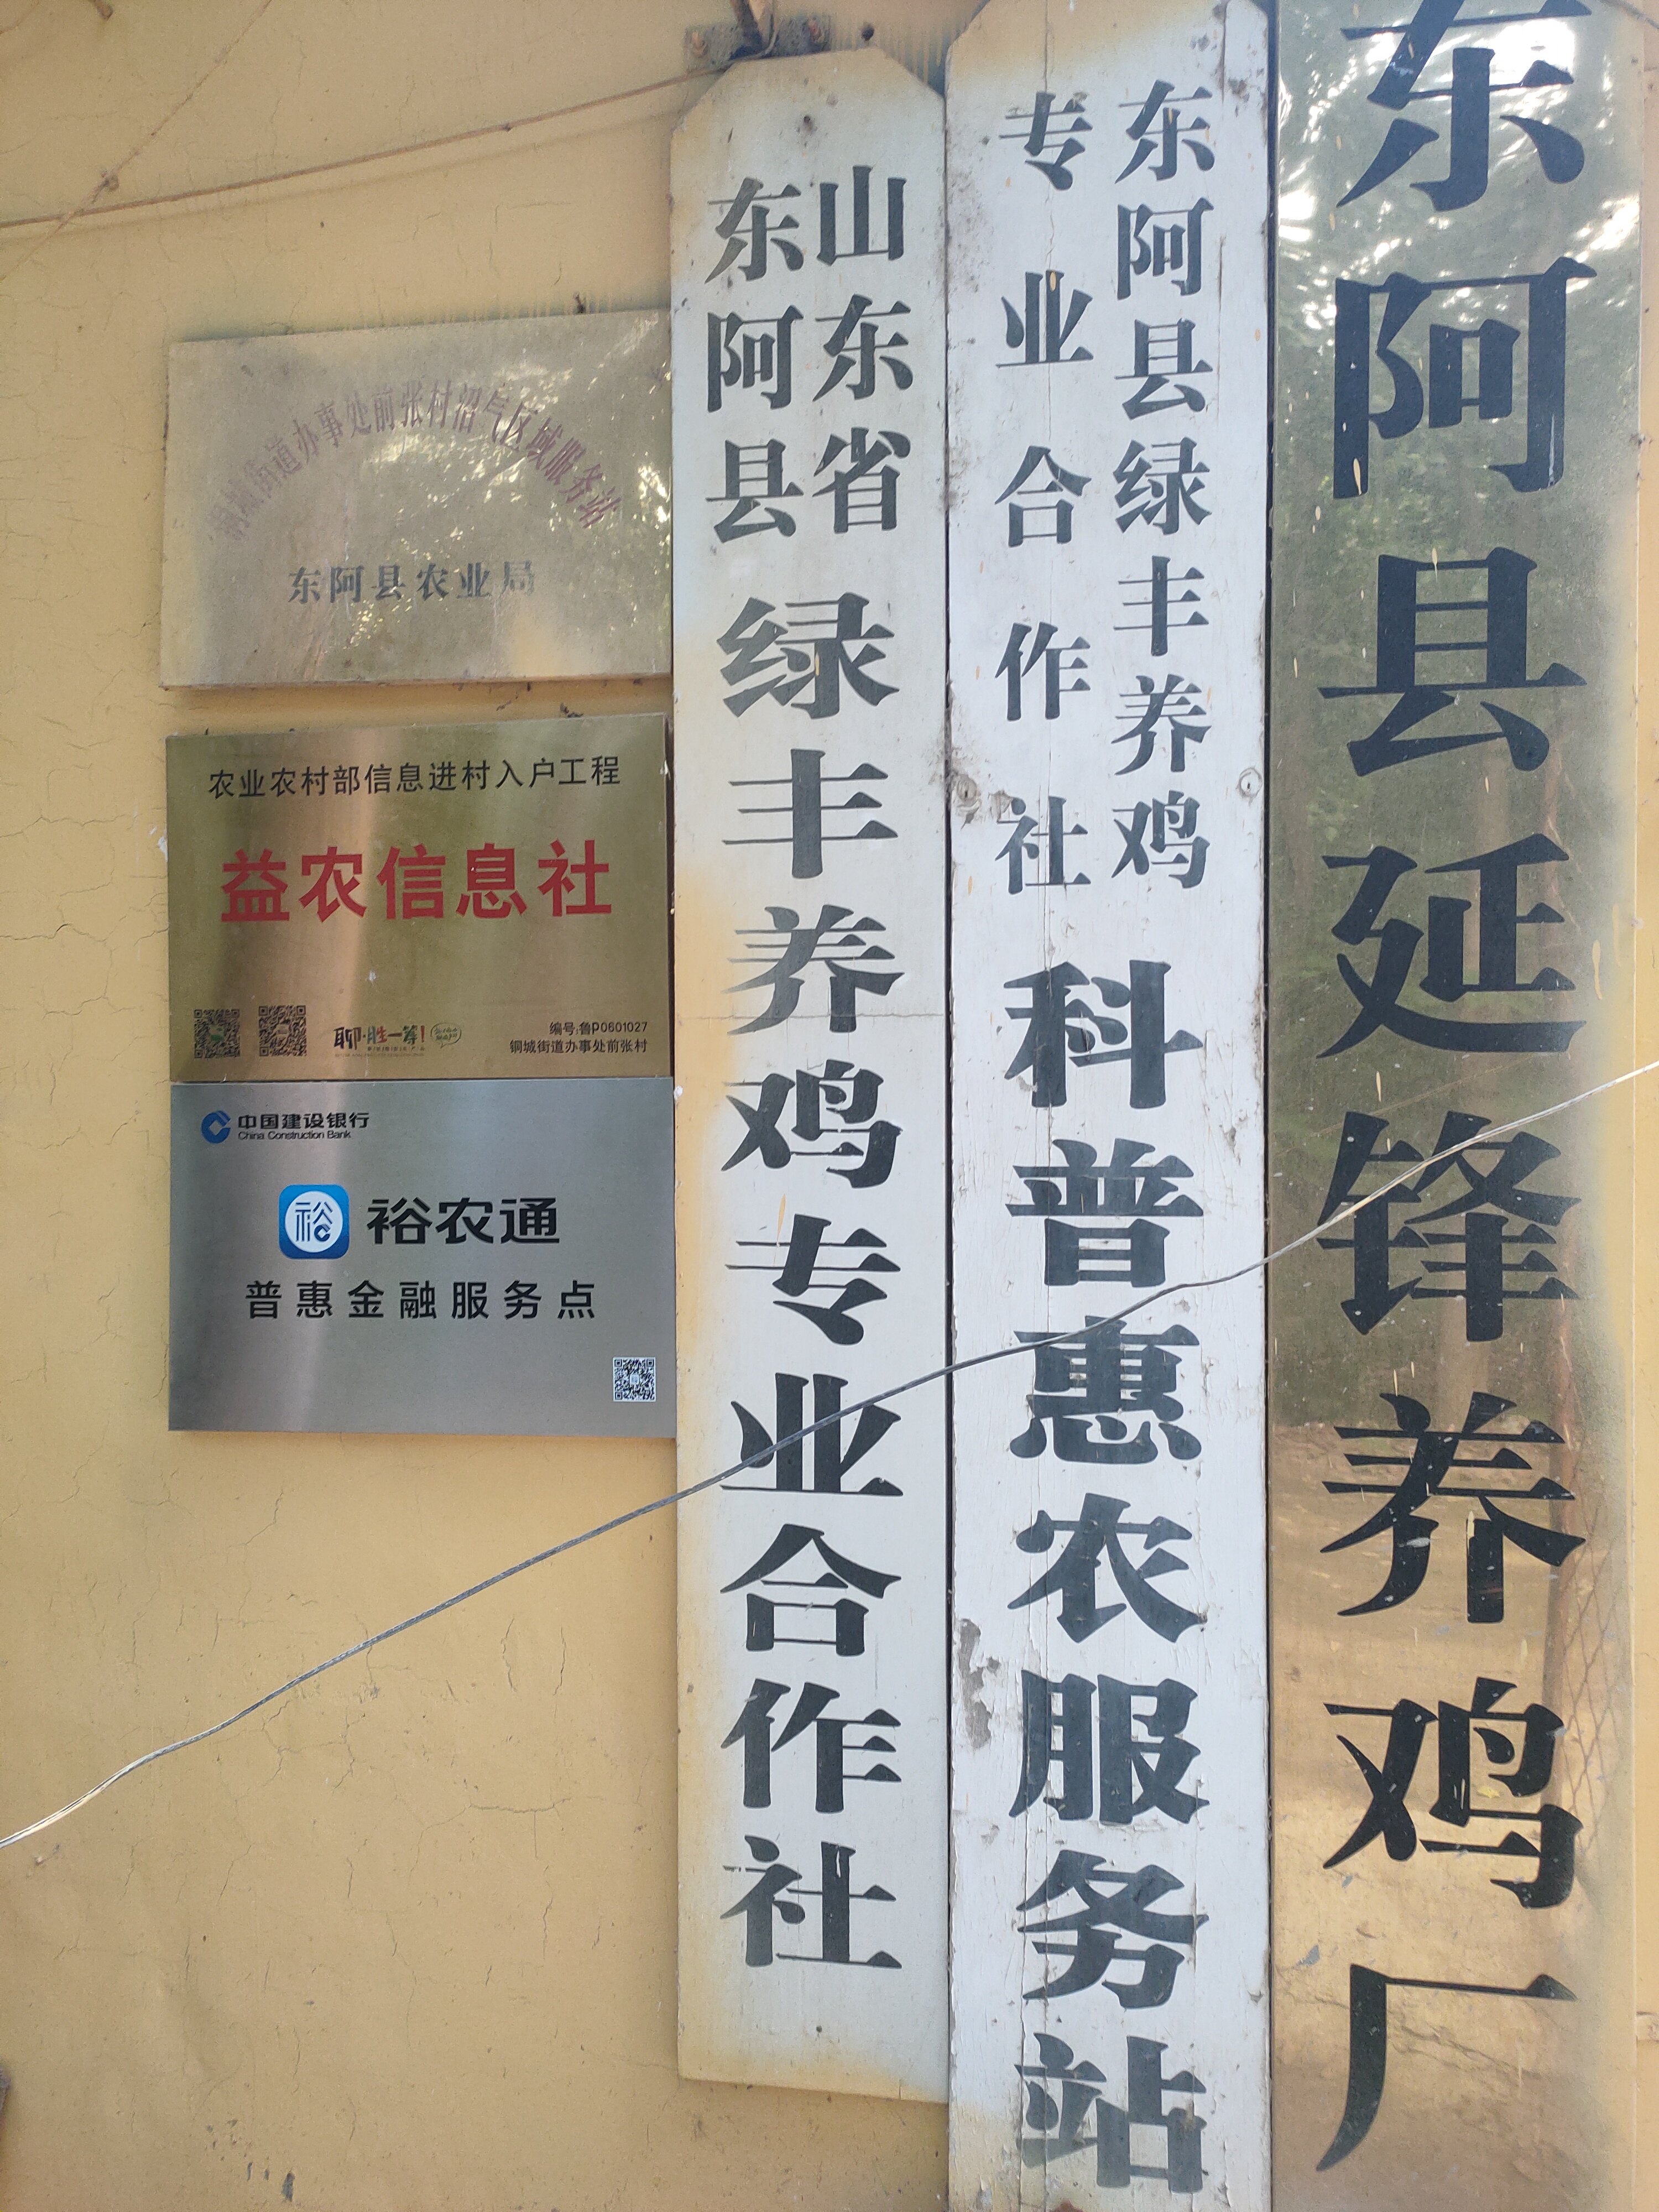 铜城街道办事处前张村沼气区域服务站
东阿县农业局
农业农村部信息进村入户工程
益农信息社
聊·胜一筹!
编号:鲁P0601027
铜城街道办事处前张村
中国建设银行
China Construction Bank
裕农通
普惠金融服务点
山东省
东阿县
绿丰养鸡专业合作社
东阿县绿丰养鸡
专业合作社
科普惠农服务站
东阿县延锋养鸡厂